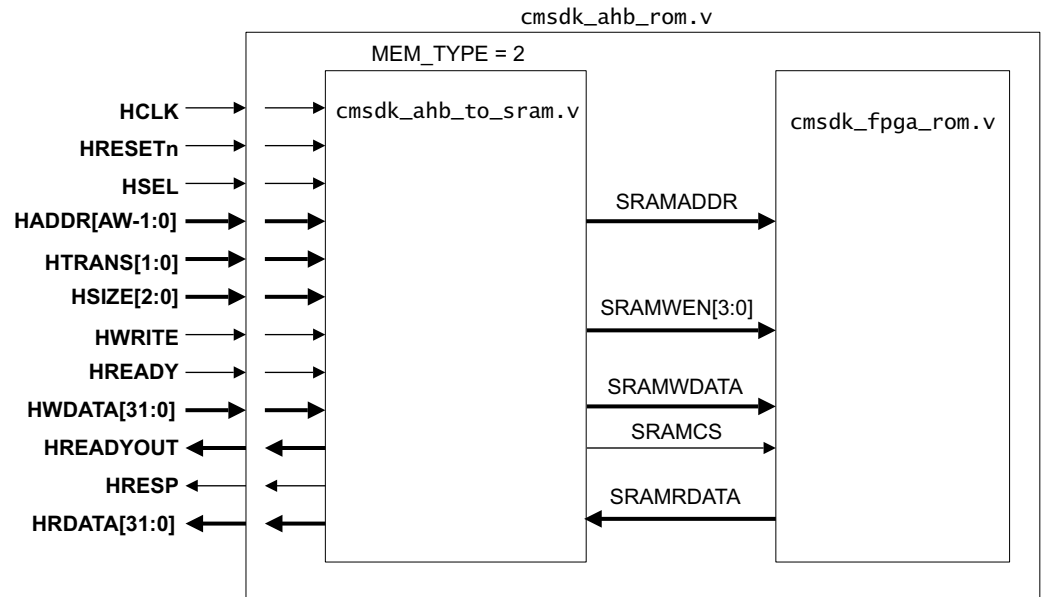 cmsdk_ahb_rom.v
MEM_TYPE = 2
cmsdk_ahb_to_sram.v
cmsdk_fpga_rom.v
HCLK
HRESETn
HSEL
HADDR[AW-1:0]
HTRANS[1:0]
HSIZE[2:0]
HWRITE
HREADY
HWDATA[31:0]
HREADYOUT
HRESP
HRDATA[31:0]
SRAMADDR
SRAMWEN[3:0]
SRAMWDATA
SRAMCS
SRAMRDATA